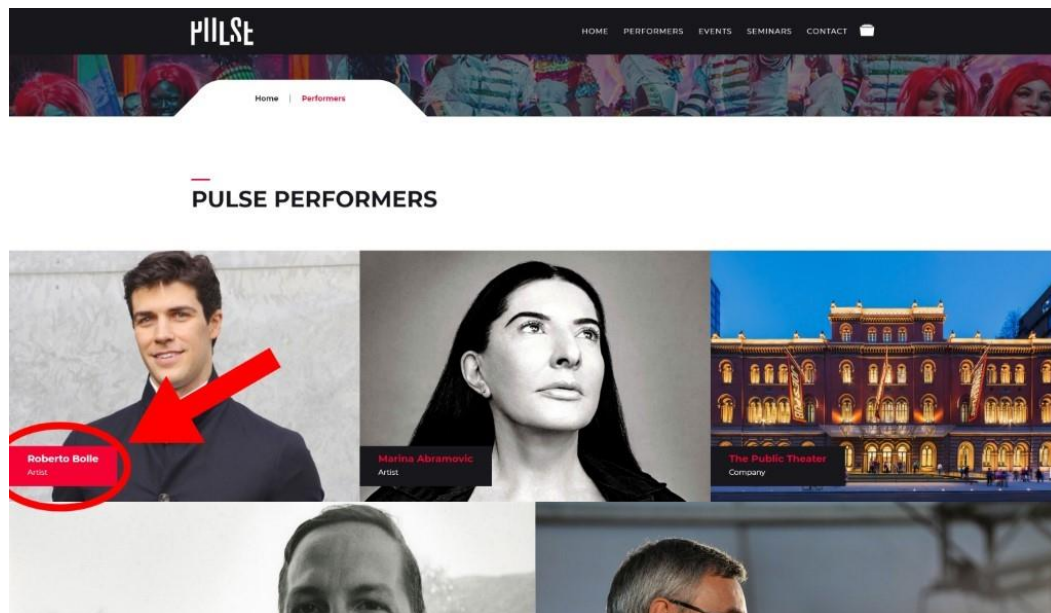 PULSE
HOME PERFORMERS EVENTS SEMINARS CONTACT
Home | Performers
PULSE PERFORMERS
Roberto Bolle
Artist
Marina Abramovic
Artist
The Public Theater
Company